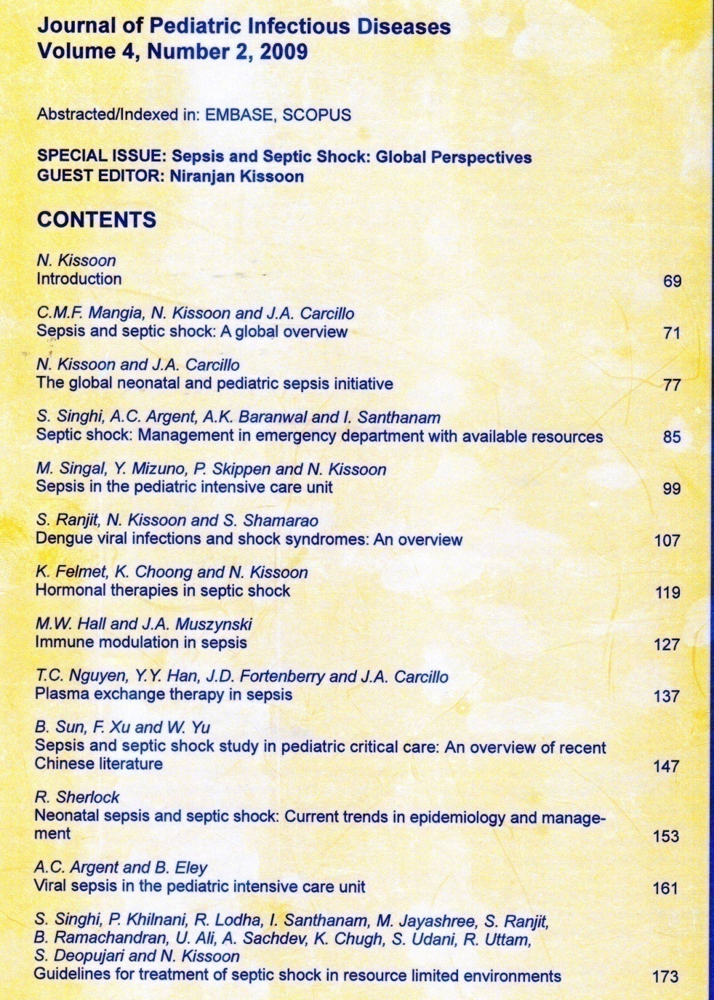 Journal of Pediatric Infectious Diseases
Volume 4, Number 2, 2009
Abstracted/Indexed in: EMBASE, SCOPUS
SPECIAL ISSUE: Sepsis and Septic Shock: Global Perspectives
GUEST EDITOR: Niranjan Kissoon
CONTENTS
N. Kissoon
Introduction 69
C.M.F. Mangia, N. Kissoon and J.A. Carcillo
Sepsis and septic shock: A global overview 71
N. Kissoon and J.A. Carcillo
The global neonatal and pediatric sepsis initiative 77
S. Singhi, A.C. Argent, A.K. Baranwal and I. Santhanam
Septic shock: Management in emergency department with available resources 85
M. Singal, Y. Mizuno, P. Skippen and N. Kissoon
Sepsis in the pediatric intensive care unit 99
S. Ranjit, N. Kissoon and S. Shamarao
Dengue viral infections and shock syndromes: An overview 107
K. Felmet, K. Choong and N. Kissoon
Hormonal therapies in septic shock 119
M.W. Hall and J.A. Muszynski
Immune modulation in sepsis 127
T.C. Nguyen, Y.Y. Han, J.D. Fortenberry and J.A. Carcillo
Plasma exchange therapy in sepsis 137
B. Sun, F. Xu and W. Yu
Sepsis and septic shock study in pediatric critical care: An overview of recent
Chinese literature 147
R. Sherlock
Neonatal sepsis and septic shock: Current trends in epidemiology and manage-
ment 153
A.C. Argent and B. Eley
Viral sepsis in the pediatric intensive care unit 161
S. Singhi, P. Khilnani, R. Lodha, I. Santhanam, M. Jayashree, S. Ranjit,
B. Ramachandran, U. Ali, A. Sachdev, K. Chugh, S. Udani, R. Uttam,
S. Deopujari and N. Kissoon
Guidelines for treatment of septic shock in resource limited environments 173